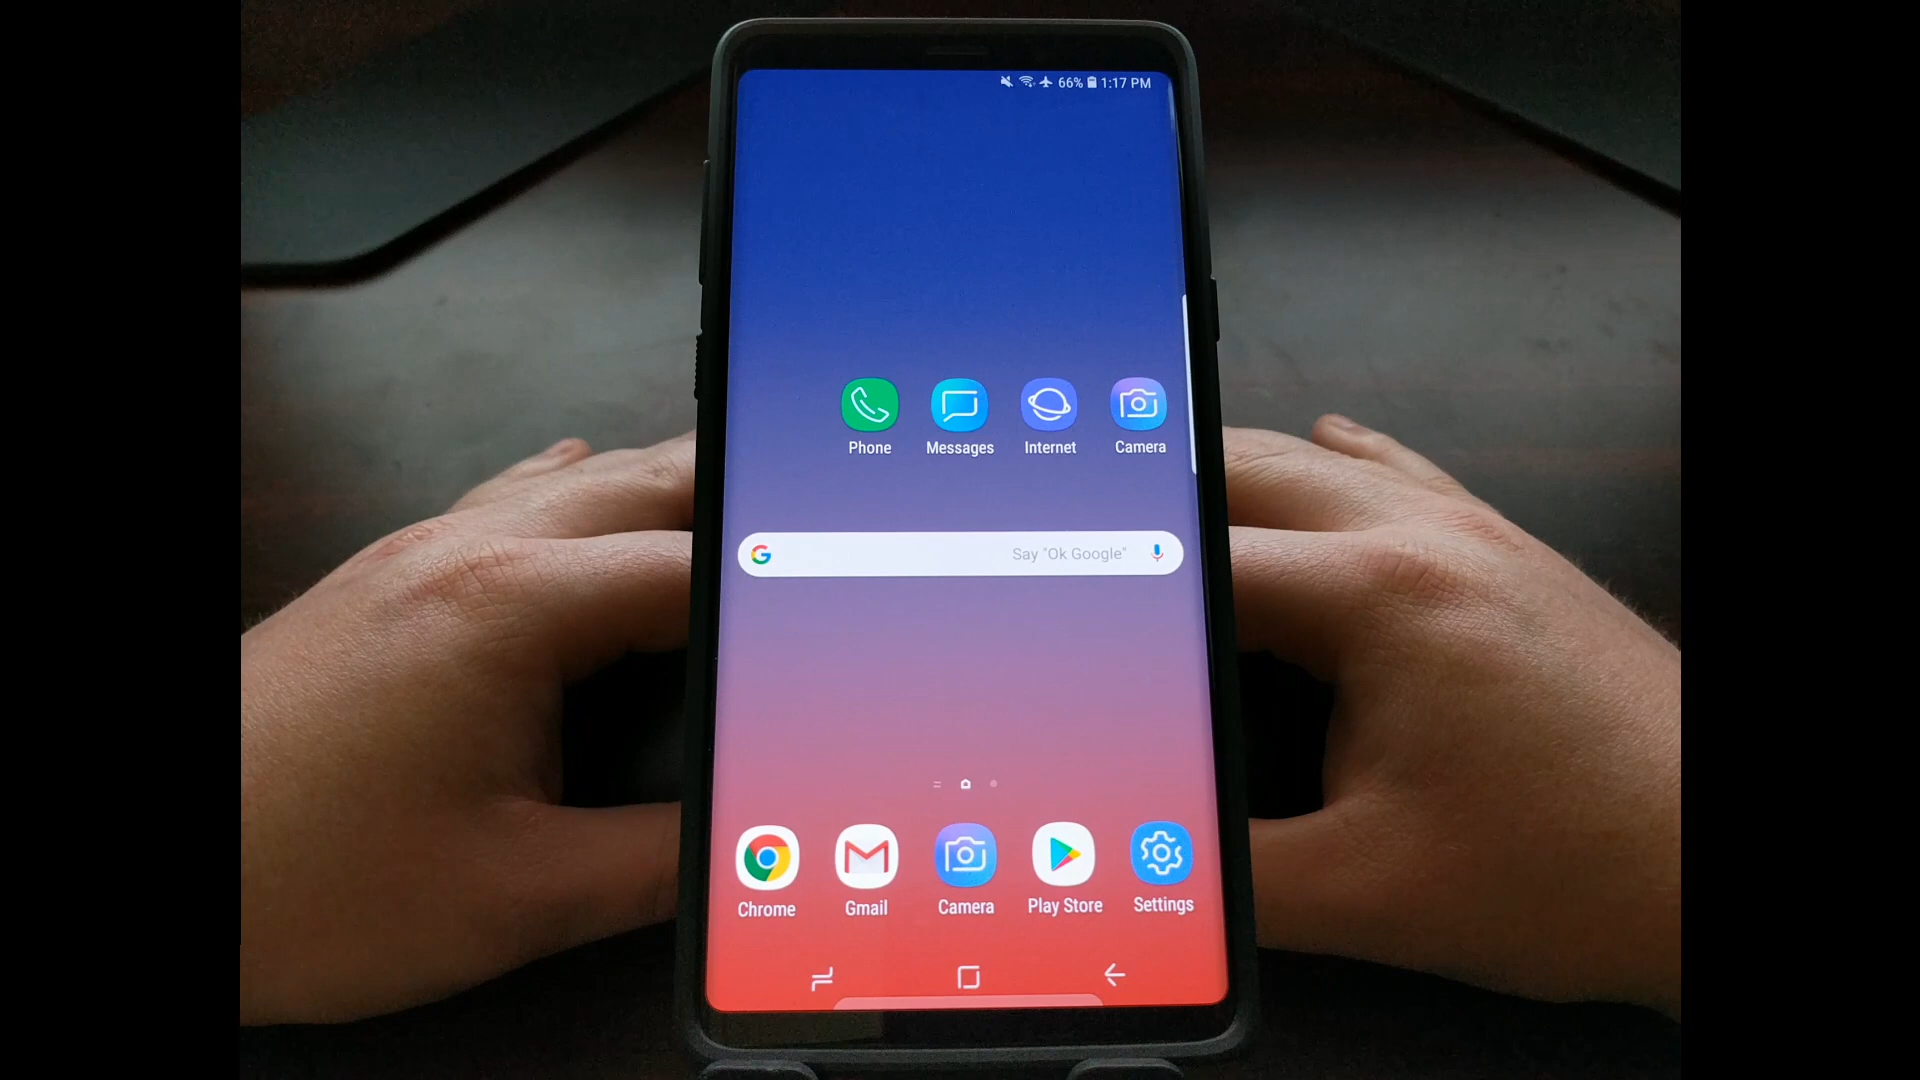 66% 1:17 PM
Phone Messages Internet Camera
G Say "Ok Google"
Chrome Gmail Camera Play Store Settings